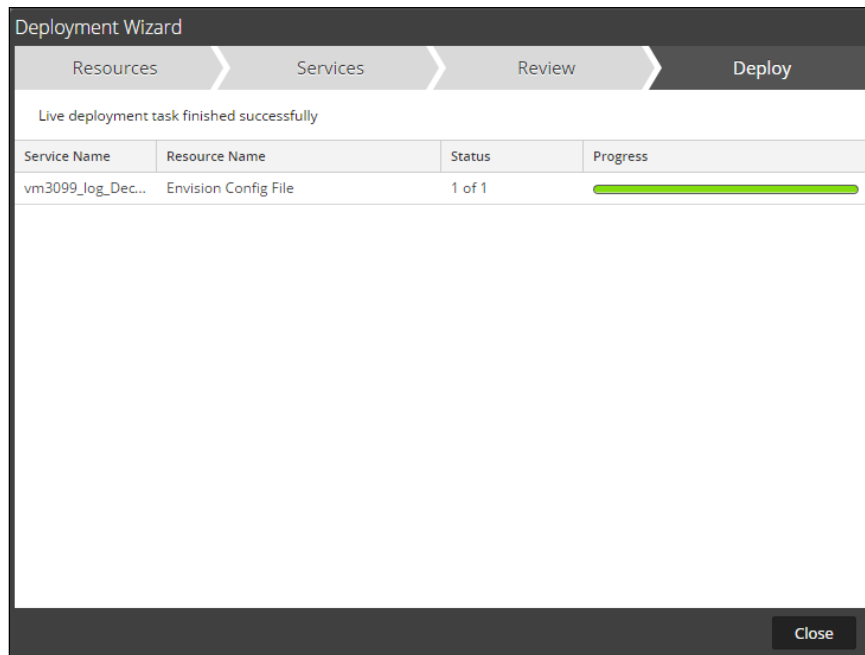 Deployment Wizard
Resources Services Review Deploy
Live deployment task finished successfully
Service Name Resource Name Status Progress
vm3099_log_Dec... Envision Config File 1 of 1
Close